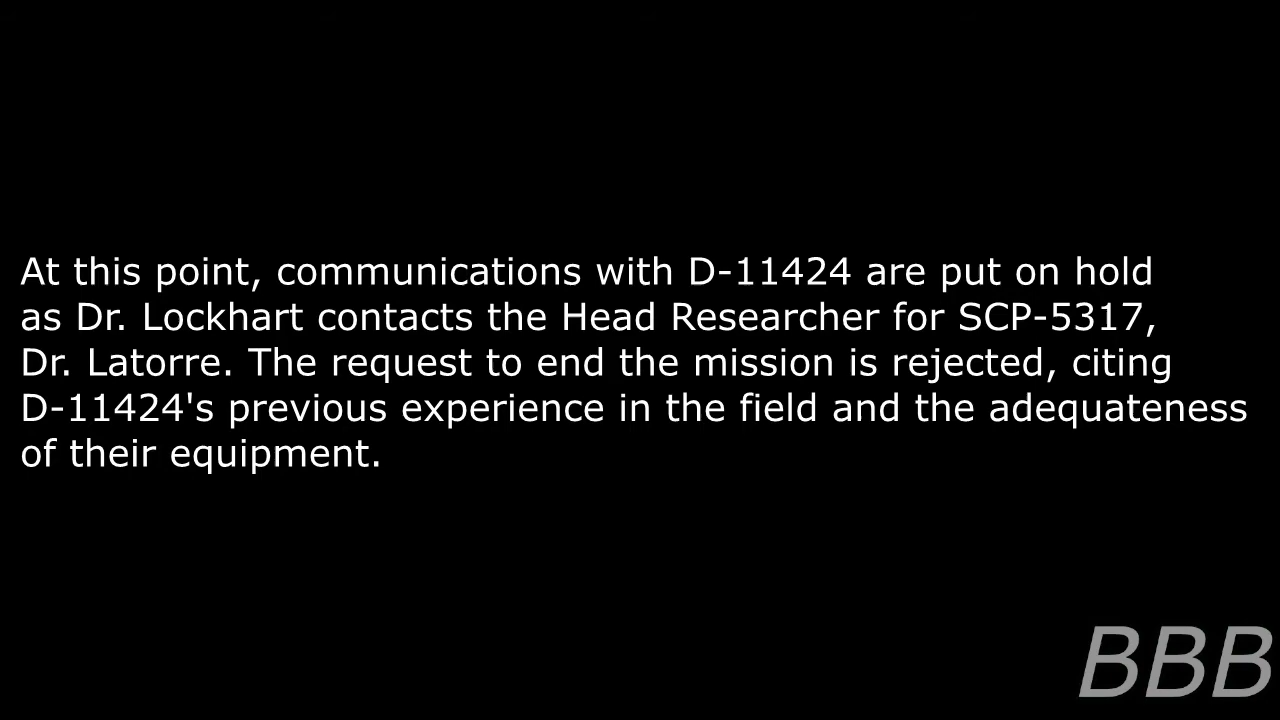 At this point, communications with D-11424 are put on hold
as Dr. Lockhart contacts the Head Researcher for SCP-5317,
Dr. Latorre. The request to end the mission is rejected, citing
D-11424's previous experience in the field and the adequateness
of their equipment.
BBB